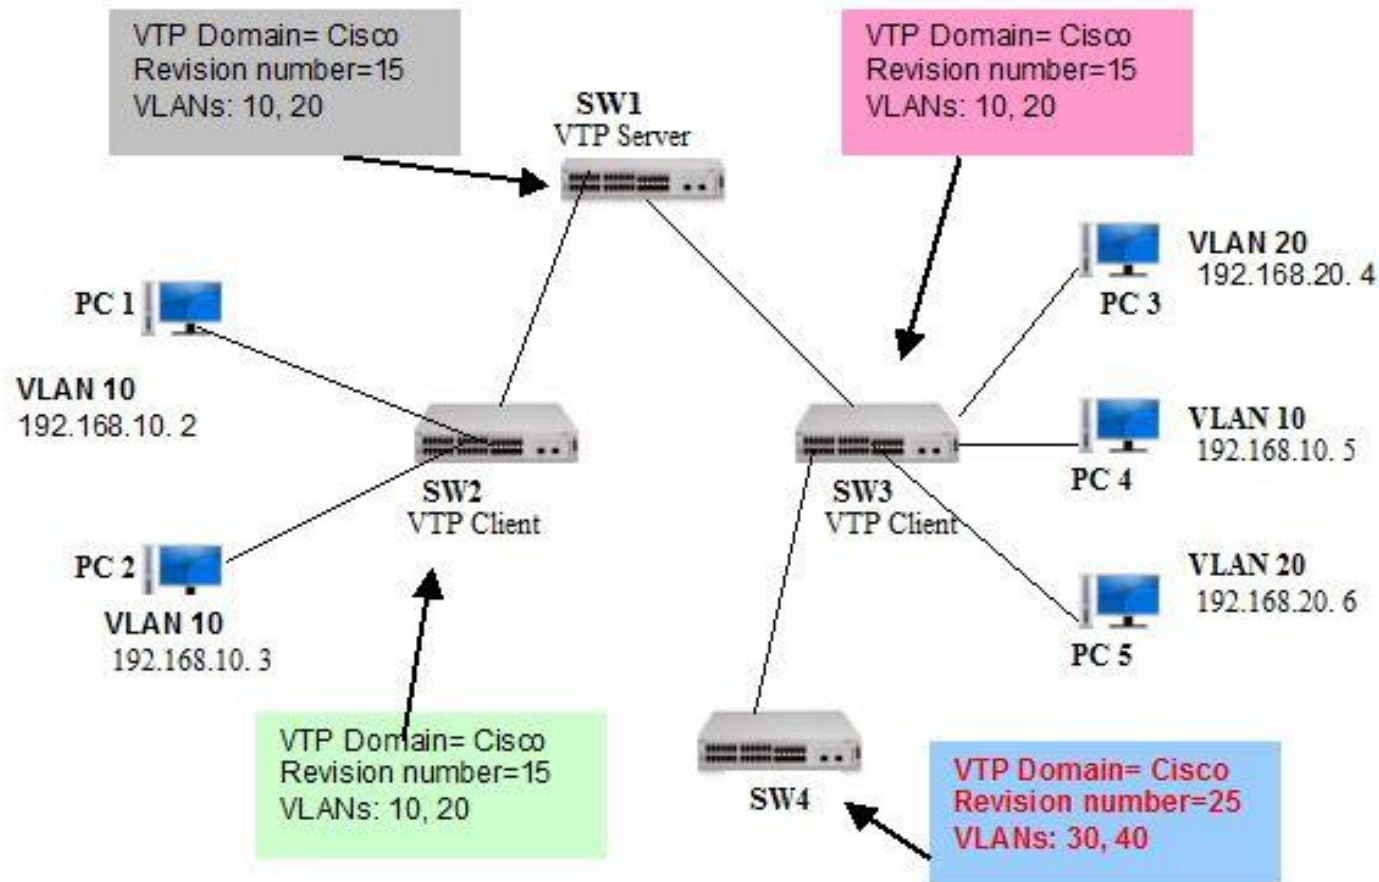 VTP Domain= Cisco
Revision number=15
VLANs: 10, 20
VTP Domain= Cisco
Revision number=15
VLANs: 10, 20
SW1
VTP Server
PC 1
VLAN 10
192.168.10. 2
VLAN 20
192.168.20. 4
PC 3
VLAN 10
192.168.10. 5
PC 4
SW2
VTP Client
SW3
VTP Client
PC 2
VLAN 10
192.168.10. 3
VLAN 20
192.168.20. 6
PC 5
VTP Domain= Cisco
Revision number=15
VLANs: 10, 20
SW4
VTP Domain= Cisco
Revision number=25
VLANs: 30, 40